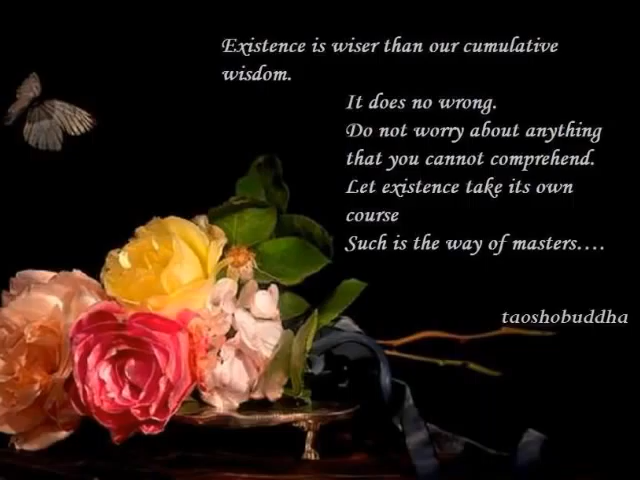 Existence is wiser than our cumulative
wisdom.
It does no wrong.
Do not worry about anything
that you cannot comprehend.
Let existence take its own
course
Such is the way of masters....
taoshobuddha